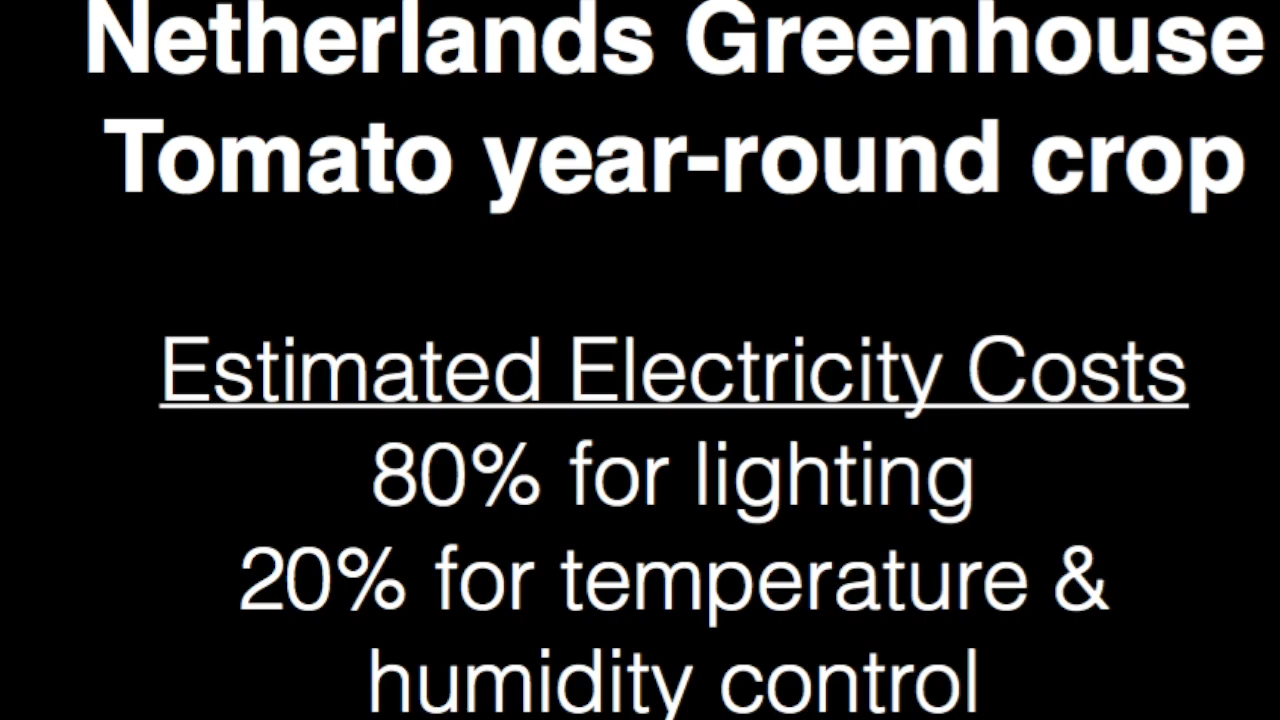 Netherlands Greenhouse
Tomato year-round crop
Estimated Electricity Costs
80% for lighting
20% for temperature &
humidity control